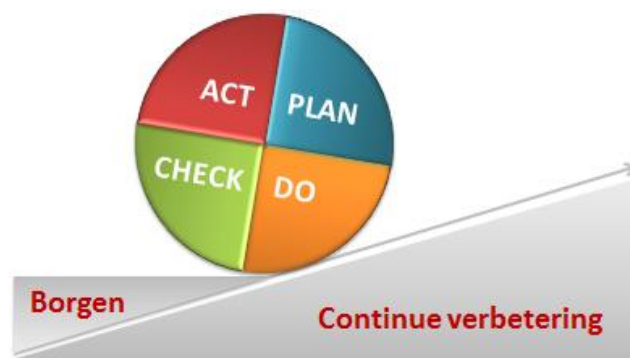 ACT
PLAN
CHECK
DO
Borgen
Continue verbetering